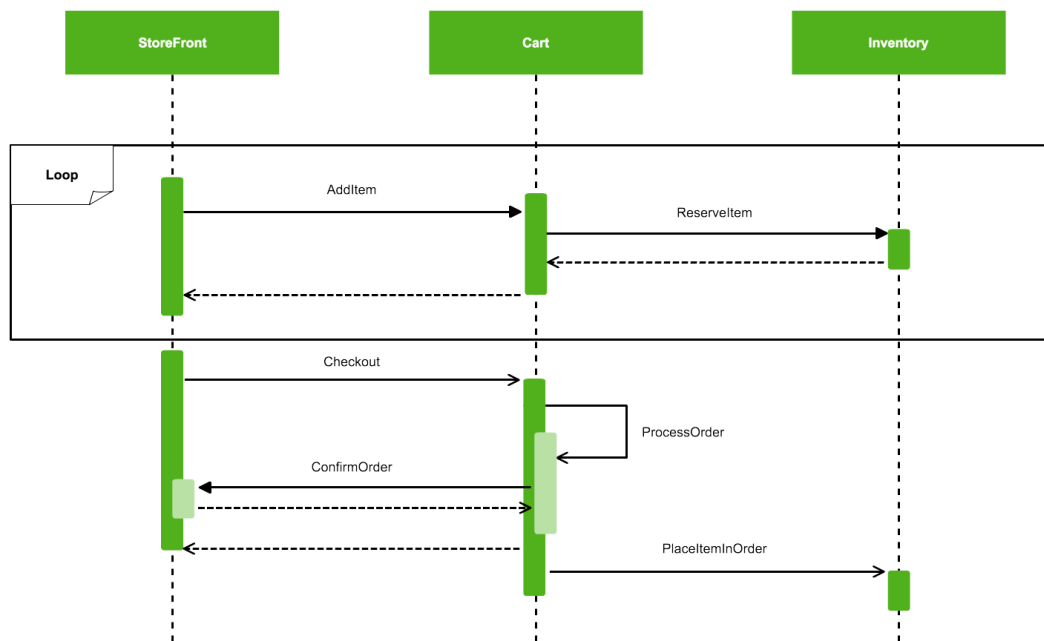 StoreFront
Cart
Inventory
Loop
AddItem
ReserveItem
Checkout
ProcessOrder
ConfirmOrder
PlaceItemInOrder